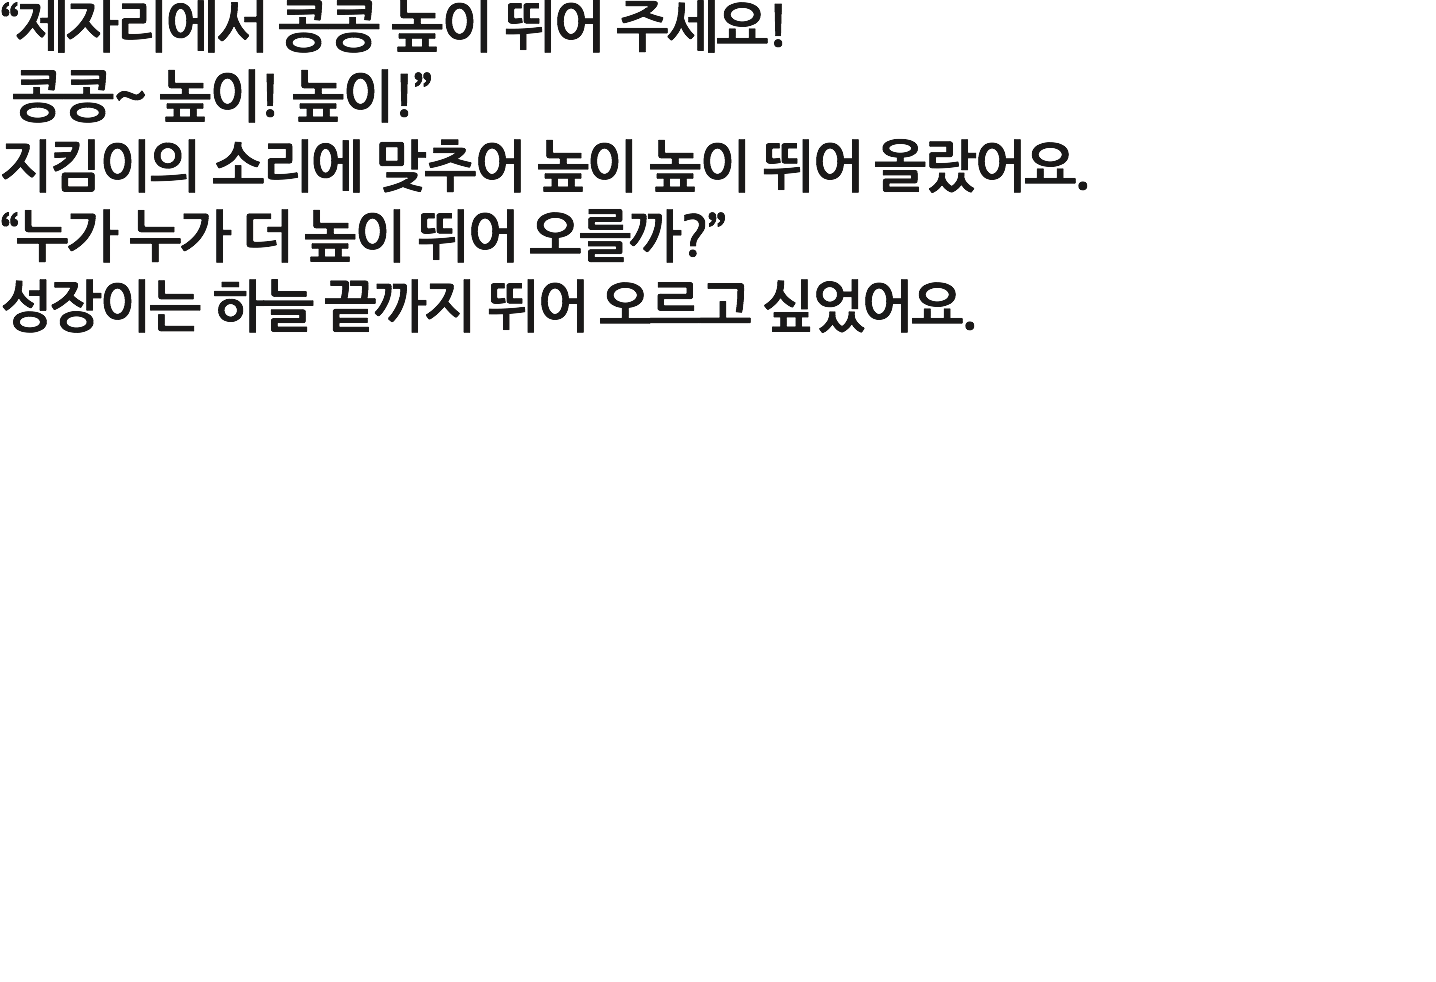 “제자리에서 콩콩 높이 뛰어 주세요!
콩콩~ 높이! 높이!”
지킴이의 소리에 맞추어 높이 높이 뛰어 올랐어요.
“누가 누가 더 높이 뛰어 오를까?”
성장이는 하늘 끝까지 뛰어 오르고 싶었어요.